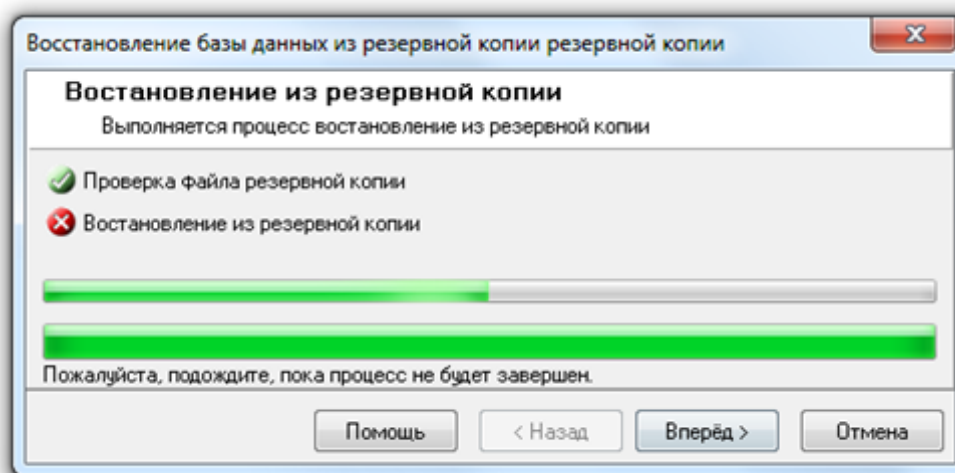 Восстановление базы данных из резервной копии резервной копии
Востановление из резервной копии
Выполняется процесс востановление из резервной копии
Проверка файла резервной копии
Востановление из резервной копии
Пожалуйста, подождите, пока процесс не будет завершен.
Помощь
< Назад
Вперёд >
Отмена